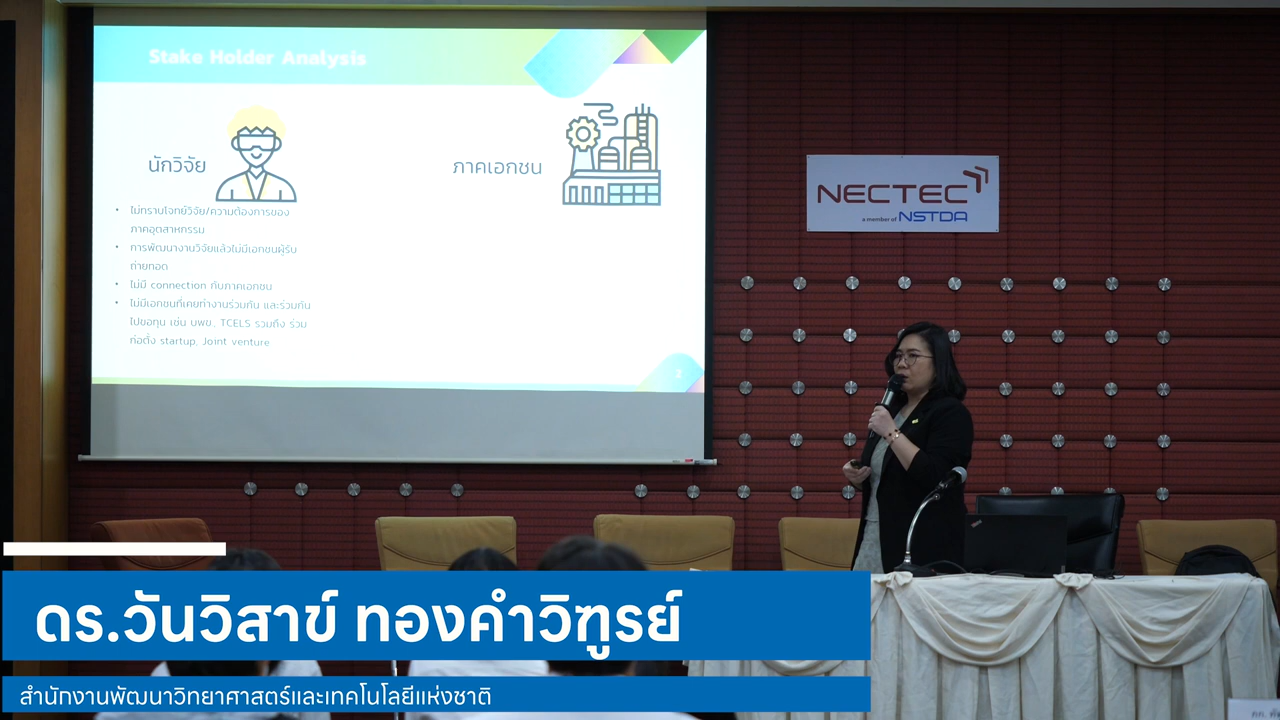 Stake Holder Analysis
นักวิจัย
ภาคเอกชน
• ไม่ทราบโจทย์วิจัย/ความต้องการของ
ภาคอุตสาหกรรม
• การพัฒนางานวิจัยแล้วไม่มีเอกชนผู้รับ
ถ่ายทอด
• ไม่มี connection กับภาคเอกชน
• ไม่มีเอกชนที่เคยทำงานร่วมกัน และร่วมกัน
ไปขอทุน เช่น บพข., TCELS รวมถึง ร่วม
ก่อตั้ง startup, Joint venture
2
NECTEC
a member of NSTDA
ดร.วันวิสาข์ ทองคำวิฑูรย์
สำนักงานพัฒนาวิทยาศาสตร์และเทคโนโลยีแห่งชาติ